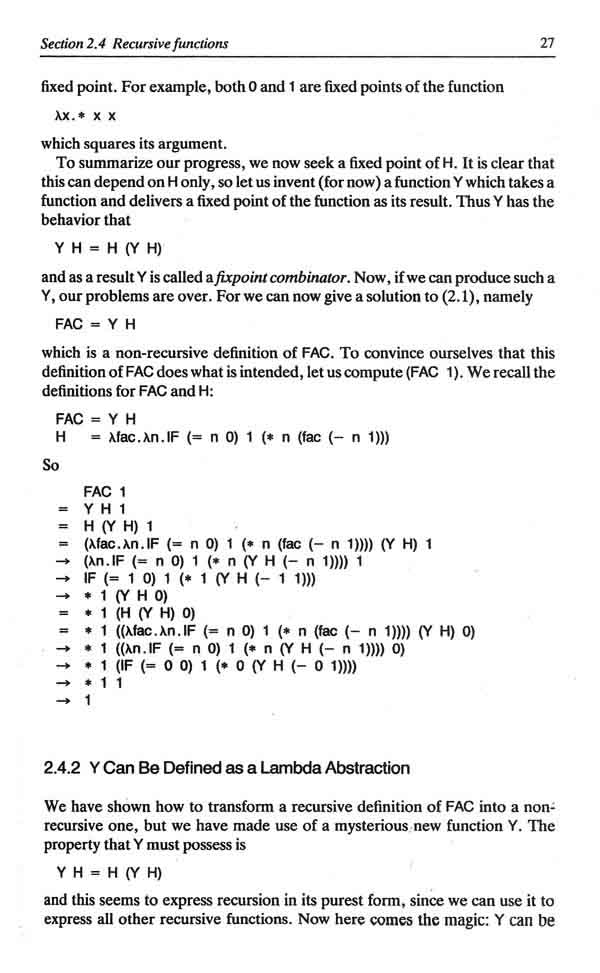 Section 2.4 Recursive functions 27
fixed point. For example, both 0 and 1 are fixed points of the function
λx.* x x
which squares its argument.
To summarize our progress, we now seek a fixed point of H. It is clear that
this can depend on H only, so let us invent (for now) a function Y which takes a
function and delivers a fixed point of the function as its result. Thus Y has the
behavior that
Y H = H (Y H)
and as a result Y is called a fixpoint combinator. Now, if we can produce such a
Y, our problems are over. For we can now give a solution to (2.1), namely
FAC = Y H
which is a non-recursive definition of FAC. To convince ourselves that this
definition of FAC does what is intended, let us compute (FAC 1). We recall the
definitions for FAC and H:
FAC = Y H
H = λfac.λn.IF (= n 0) 1 (* n (fac (− n 1)))
So
FAC 1
= Y H 1
= H (Y H) 1
= (λfac.λn.IF (= n 0) 1 (* n (fac (− n 1)))) (Y H) 1
→ (λn.IF (= n 0) 1 (* n (Y H (− n 1)))) 1
→ IF (= 1 0) 1 (* 1 (Y H (− 1 1)))
→ * 1 (Y H 0)
= * 1 (H (Y H) 0)
= * 1 ((λfac.λn.IF (= n 0) 1 (* n (fac (− n 1)))) (Y H) 0)
→ * 1 ((λn.IF (= n 0) 1 (* n (Y H (− n 1)))) 0)
→ * 1 (IF (= 0 0) 1 (* 0 (Y H (− 0 1))))
→ * 1 1
→ 1
2.4.2 Y Can Be Defined as a Lambda Abstraction
We have shown how to transform a recursive definition of FAC into a non-
recursive one, but we have made use of a mysterious new function Y. The
property that Y must possess is
Y H = H (Y H)
and this seems to express recursion in its purest form, since we can use it to
express all other recursive functions. Now here comes the magic: Y can be